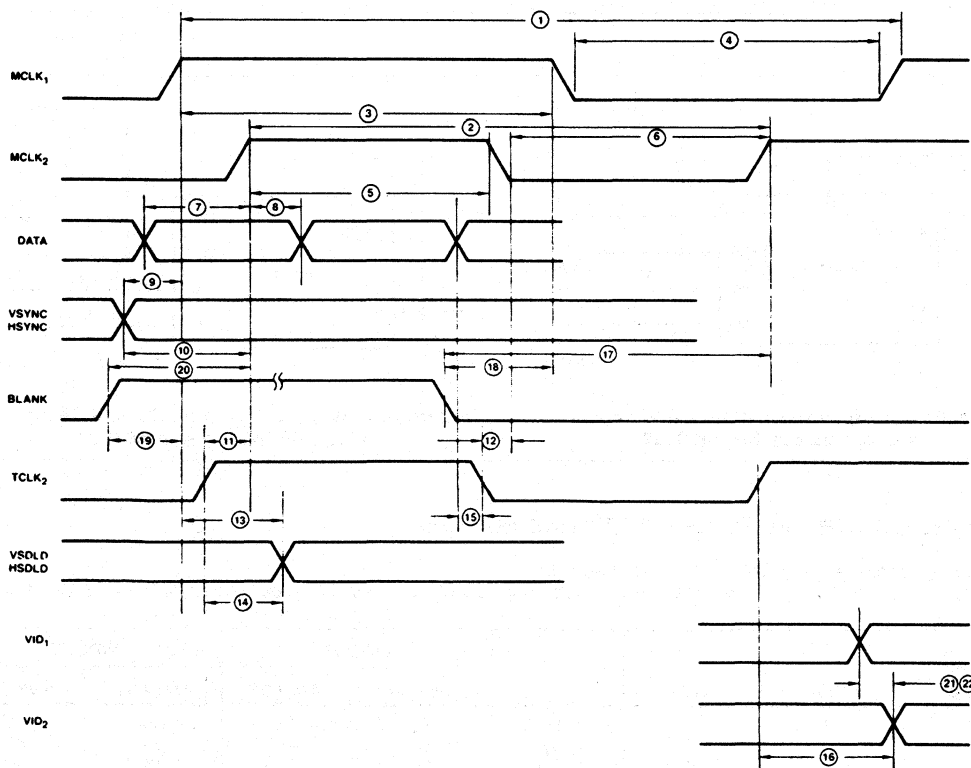 ①
④
MCLK₁
③
②
⑥
MCLK₂
⑤
⑦ ⑧
DATA
⑨
VSYNC
HSYNC
⑩
⑰
⑳
⑱
BLANK
⑲ ⑪
⑫
TCLK₂
⑬
⑮
VSDLD
HSDLD
⑭
VID₁
㉑㉒
VID₂
⑯